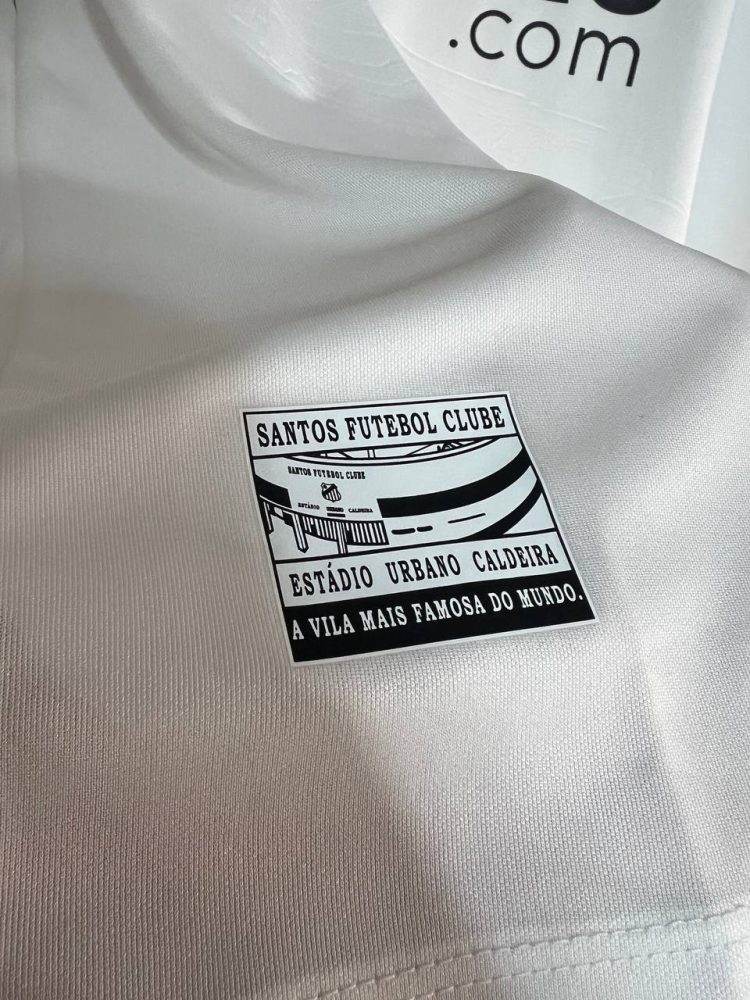 .com
SANTOS FUTEBOL CLUBE
SANTOS FUTEBOL CLUBE
ESTÁDIO URBANO CALDEIRA
ESTÁDIO URBANO CALDEIRA
A VILA MAIS FAMOSA DO MUNDO.